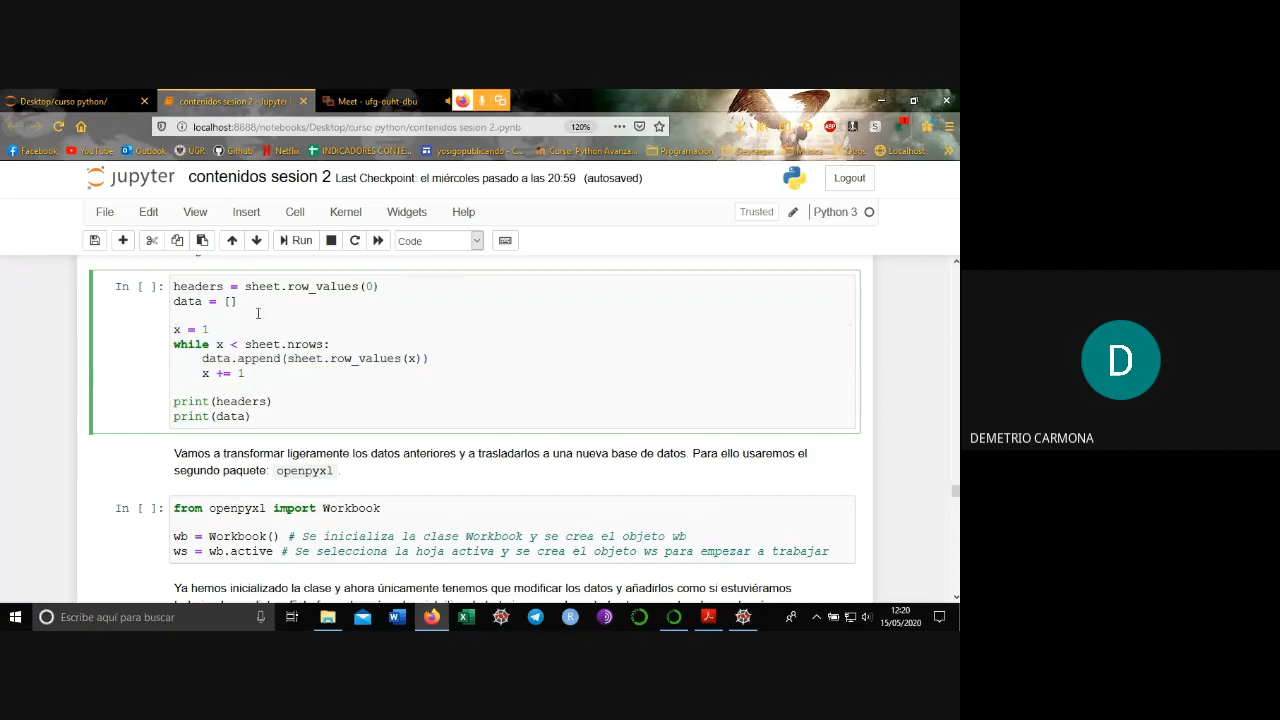 Desktop/curso python/
contenidos sesion 2 - Jupyter
Meet - ufg-ouht-dbu
localhost:8888/notebooks/Desktop/curso python/contenidos sesion 2.ipynb
120%
Facebook
YouTube
Outlook
UGR
Github
Netflix
INDICADORES CONTE...
yosigopublicando - C...
Curso: Python Avanza...
Programación
Descargas
Música
Otros
Localhost
jupyter
contenidos sesion 2 Last Checkpoint: el miércoles pasado a las 20:59 (autosaved)
Logout
File Edit View Insert Cell Kernel Widgets Help
Trusted
Python 3
Run
Code
In [ ]:
headers = sheet.row_values(0)
data = []
x = 1
while x < sheet.nrows:
data.append(sheet.row_values(x))
x += 1
print(headers)
print(data)
Vamos a transformar ligeramente los datos anteriores y a trasladarlos a una nueva base de datos. Para ello usaremos el
segundo paquete: openpyxl .
In [ ]:
from openpyxl import Workbook
wb = Workbook() # Se inicializa la clase Workbook y se crea el objeto wb
ws = wb.active # Se selecciona la hoja activa y se crea el objeto ws para empezar a trabajar
Ya hemos inicializado la clase y ahora únicamente tenemos que modificar los datos y añadirlos como si estuviéramos
Escribe aquí para buscar
12:20
15/05/2020
D
DEMETRIO CARMONA